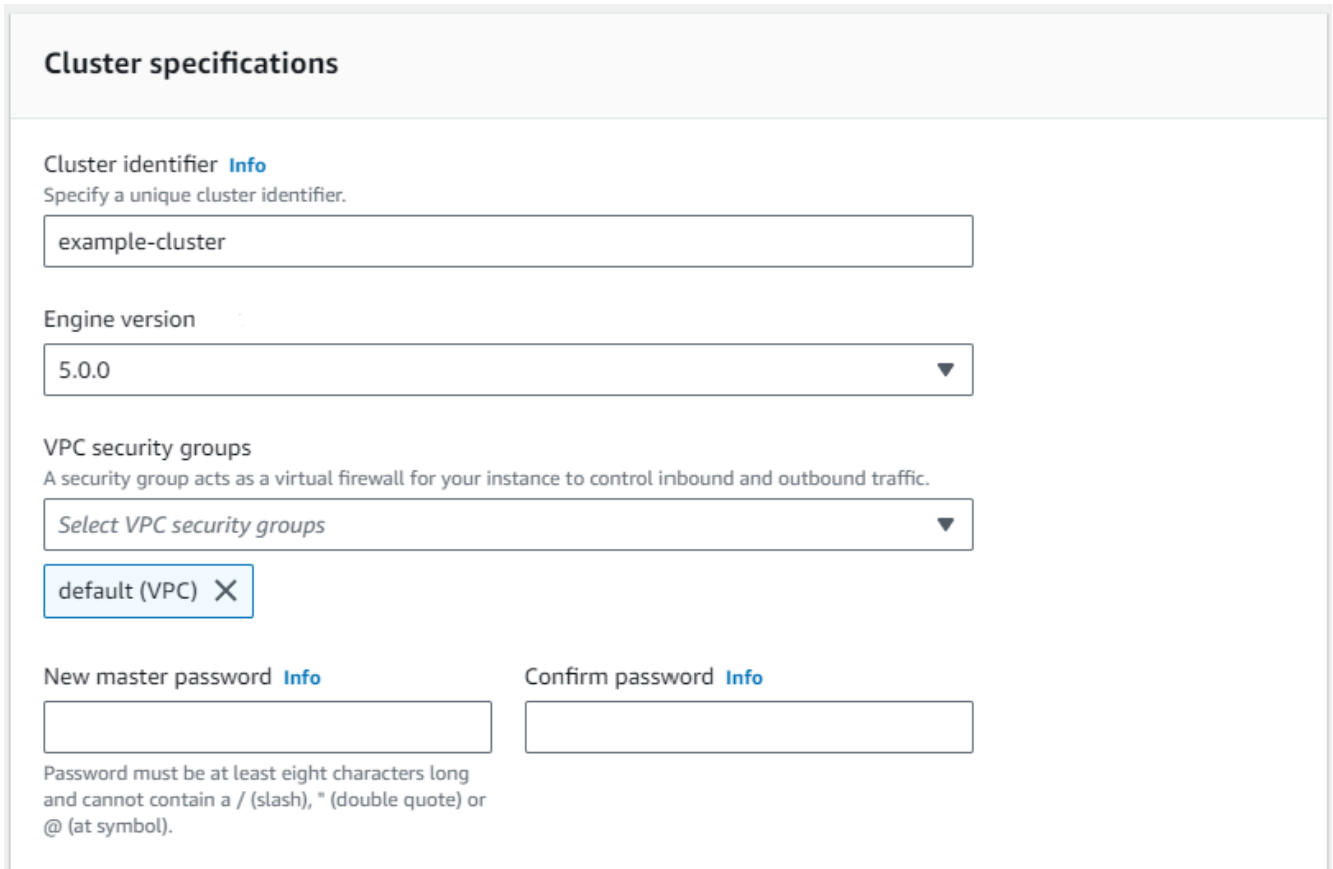 Cluster specifications
Cluster identifier Info
Specify a unique cluster identifier.
example-cluster
Engine version
5.0.0
VPC security groups
A security group acts as a virtual firewall for your instance to control inbound and outbound traffic.
Select VPC security groups
default (VPC)
New master password Info
Confirm password Info
Password must be at least eight characters long
and cannot contain a / (slash), " (double quote) or
@ (at symbol).